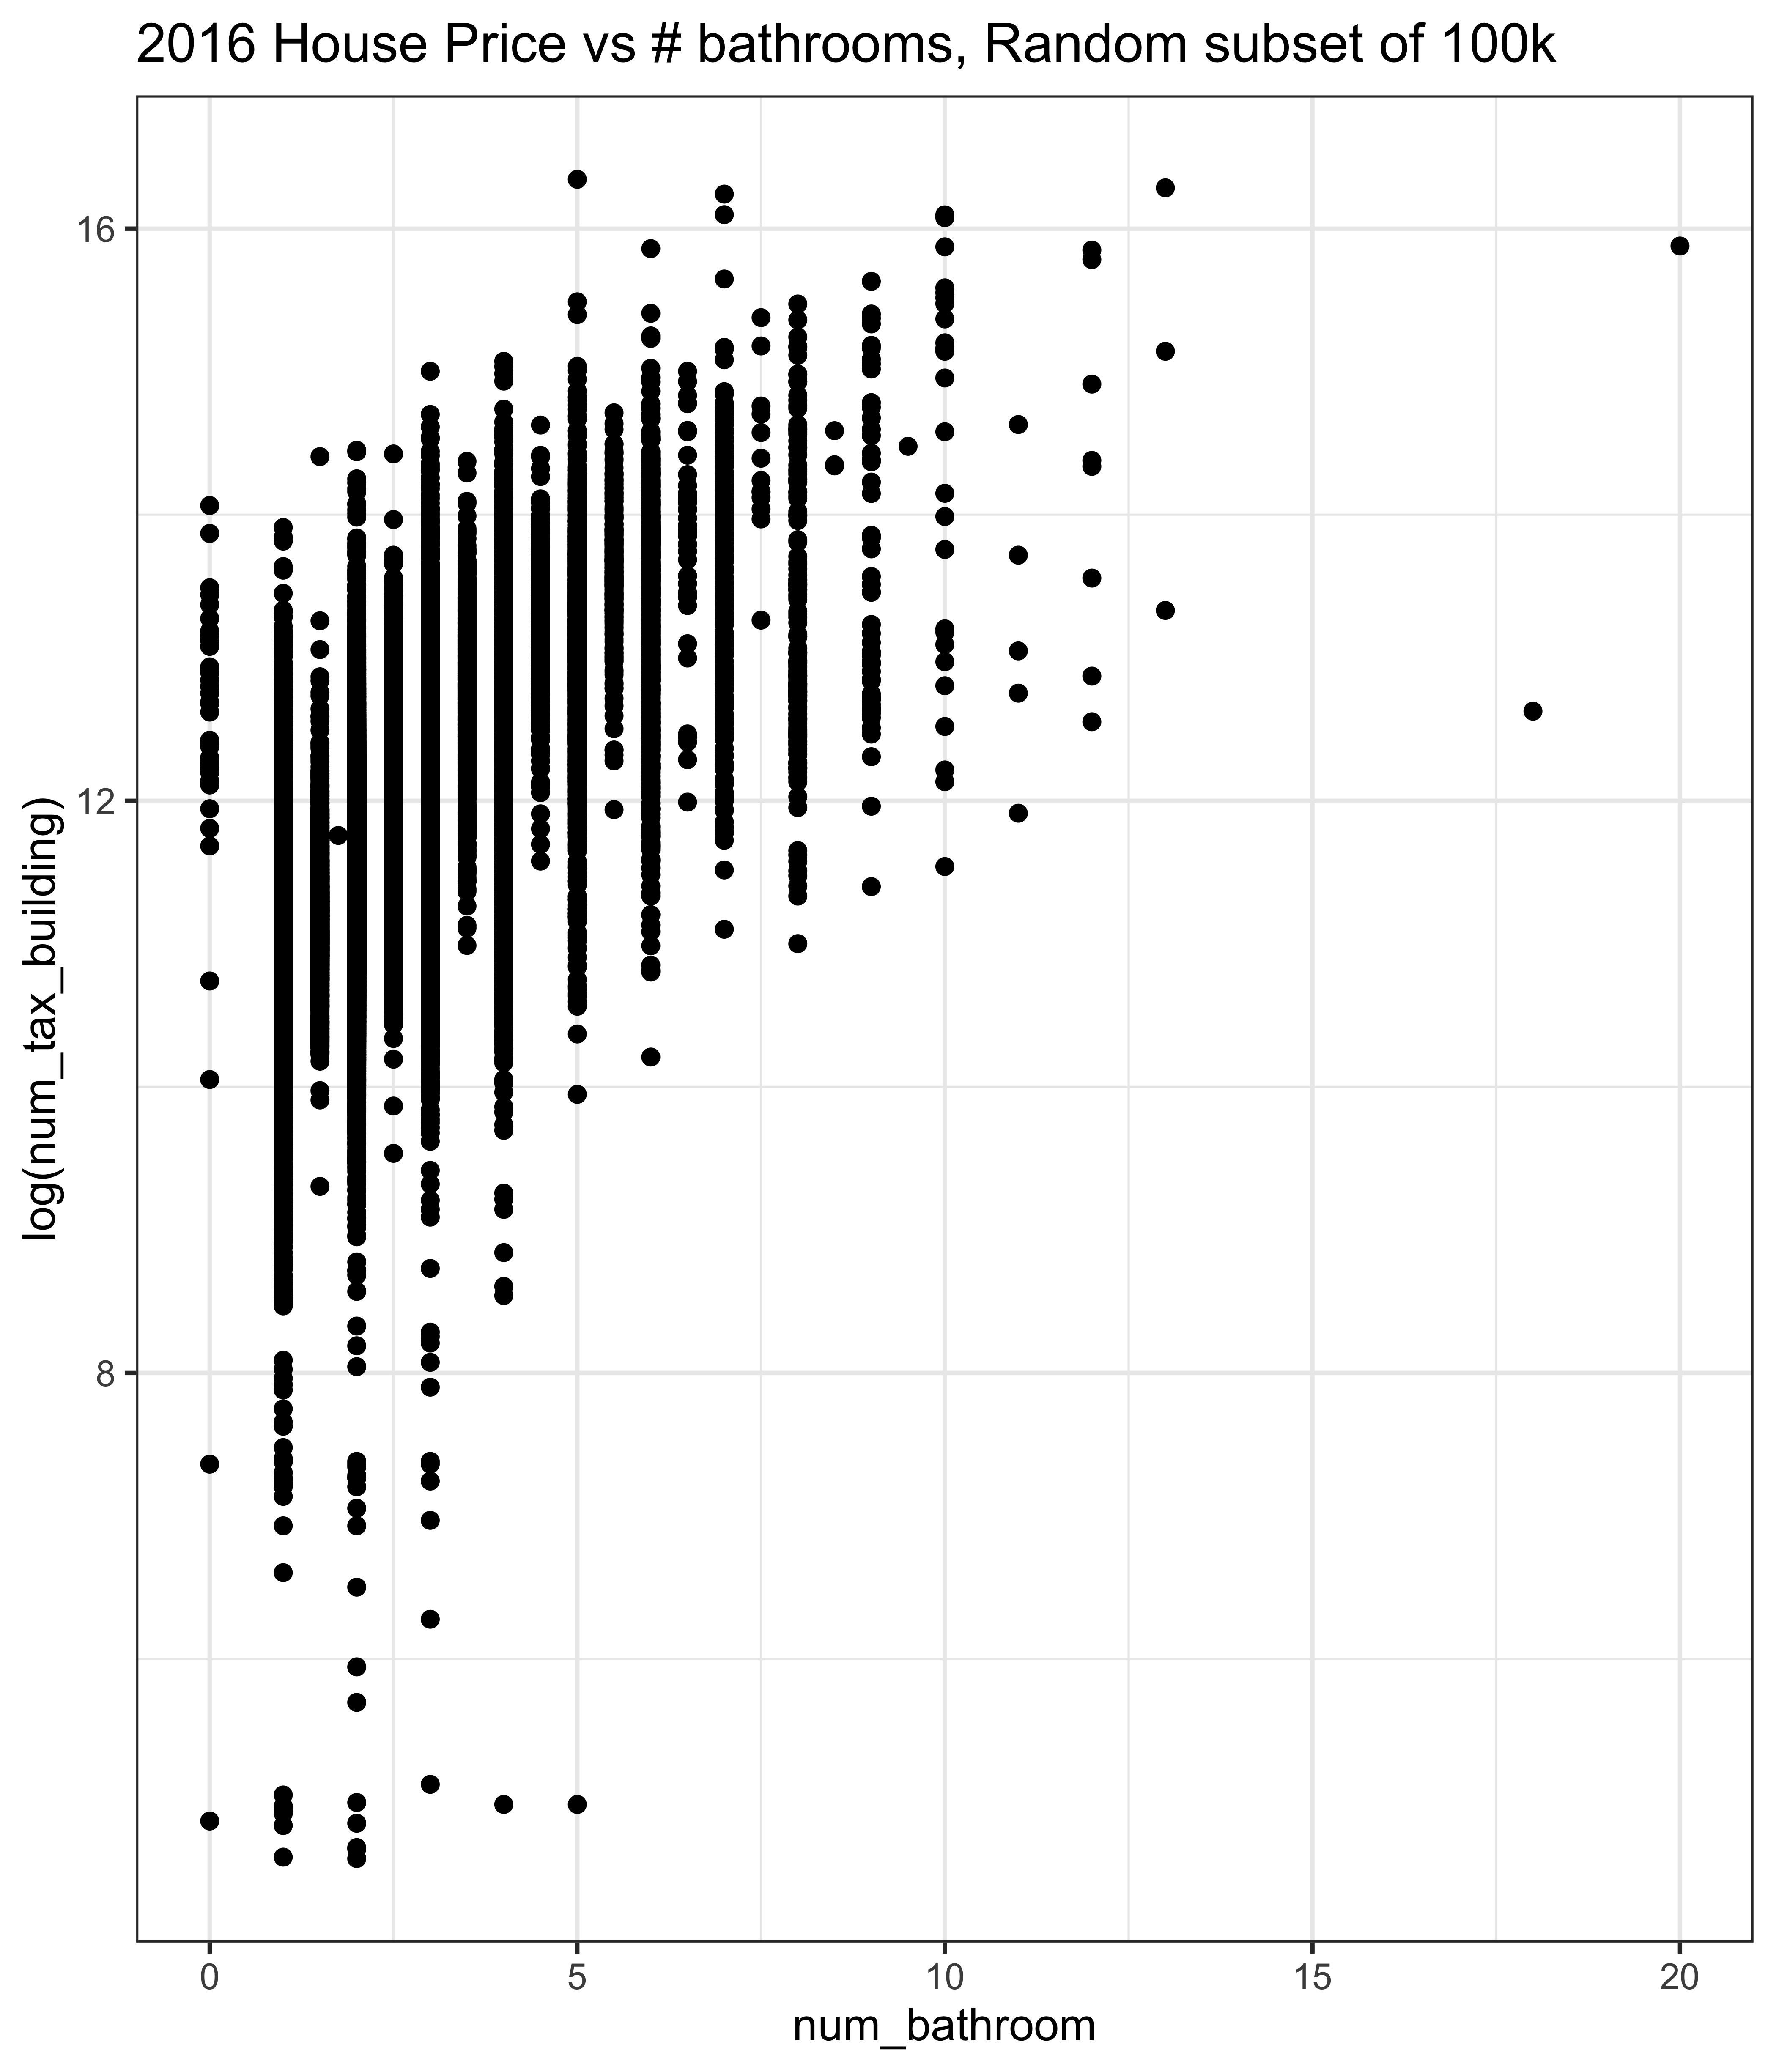 2016 House Price vs # bathrooms, Random subset of 100k
16
12
8
log(num_tax_building)
0 5 10 15 20
num_bathroom